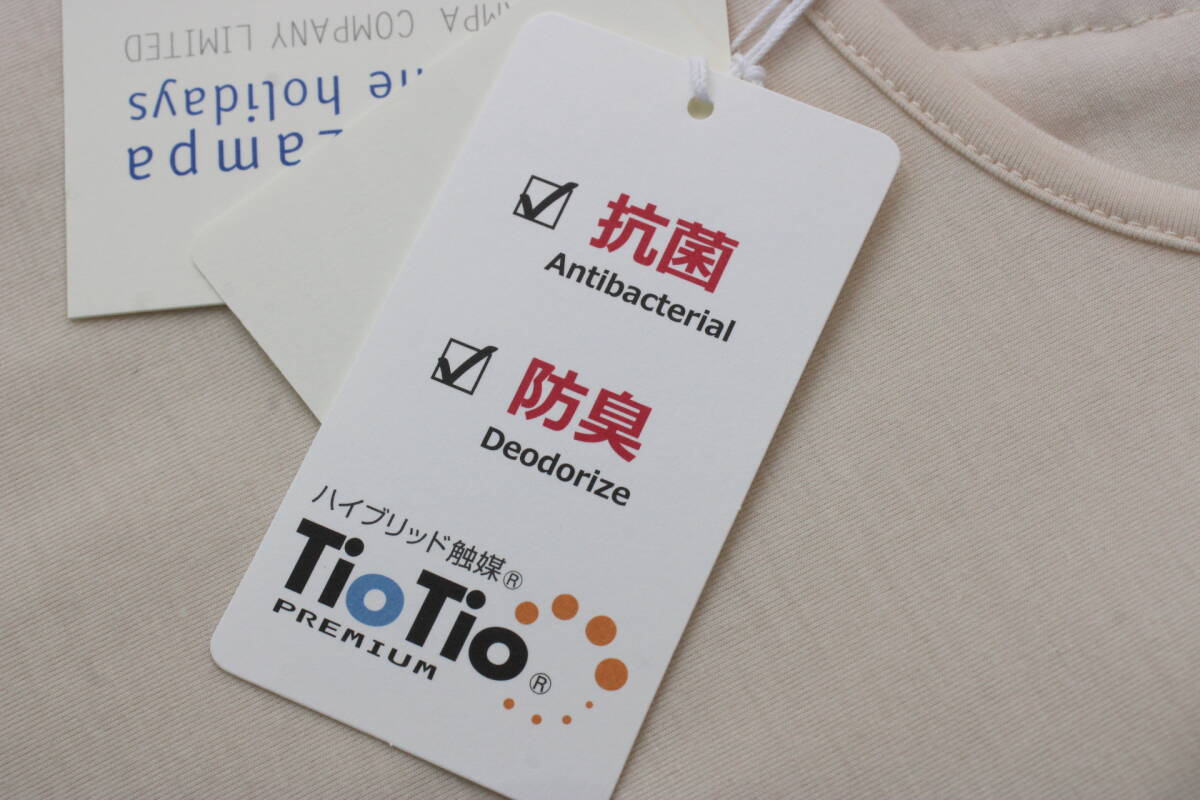 抗菌
Antibacterial
防臭
Deodorize
ハイブリッド触媒®
TioTio®
PREMIUM
holidays
COMPANY LIMITED